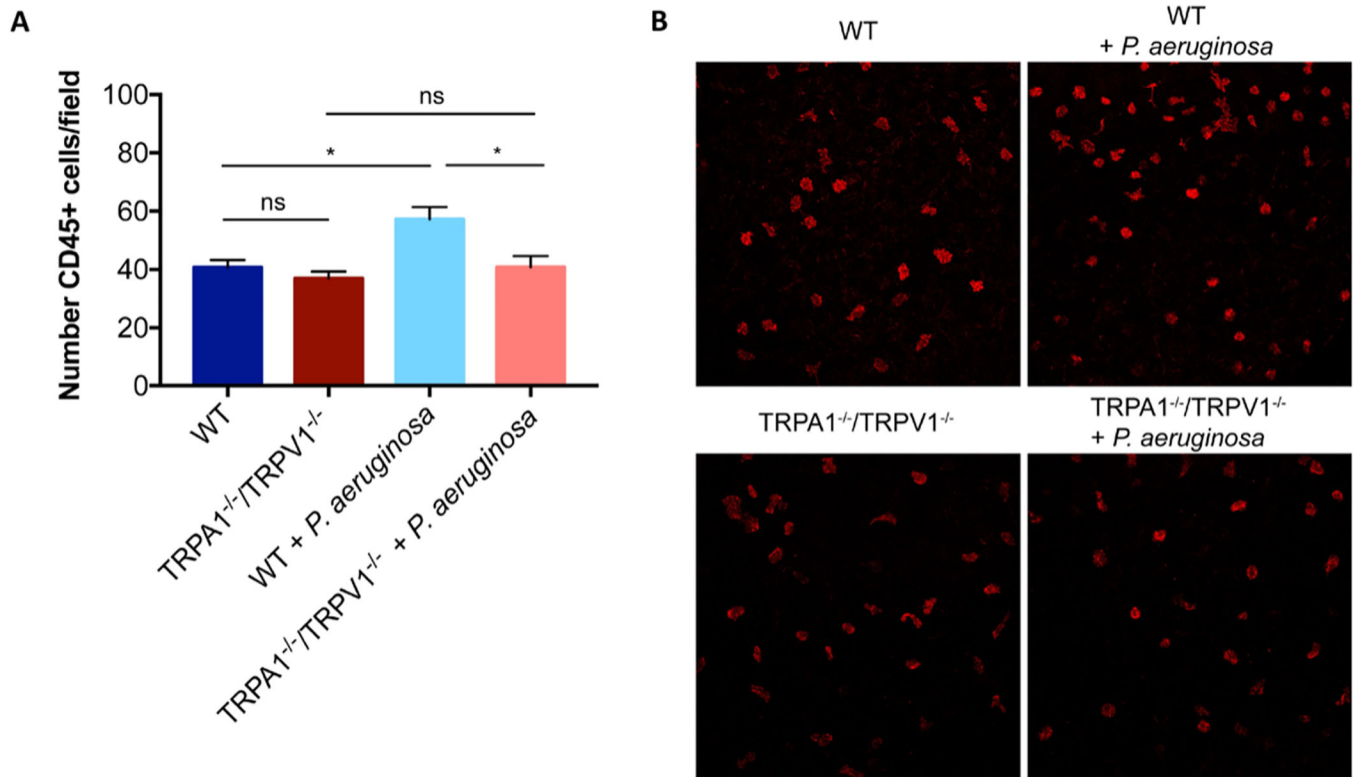 A
Number CD45+ cells/field
100
80
60
40
20
0
ns
*
*
ns
WT
TRPA1-/-/TRPV1-/-
WT + P. aeruginosa
TRPA1-/-/TRPV1-/- + P. aeruginosa
B
WT
WT
+ P. aeruginosa
TRPA1-/-/TRPV1-/-
TRPA1-/-/TRPV1-/-
+ P. aeruginosa